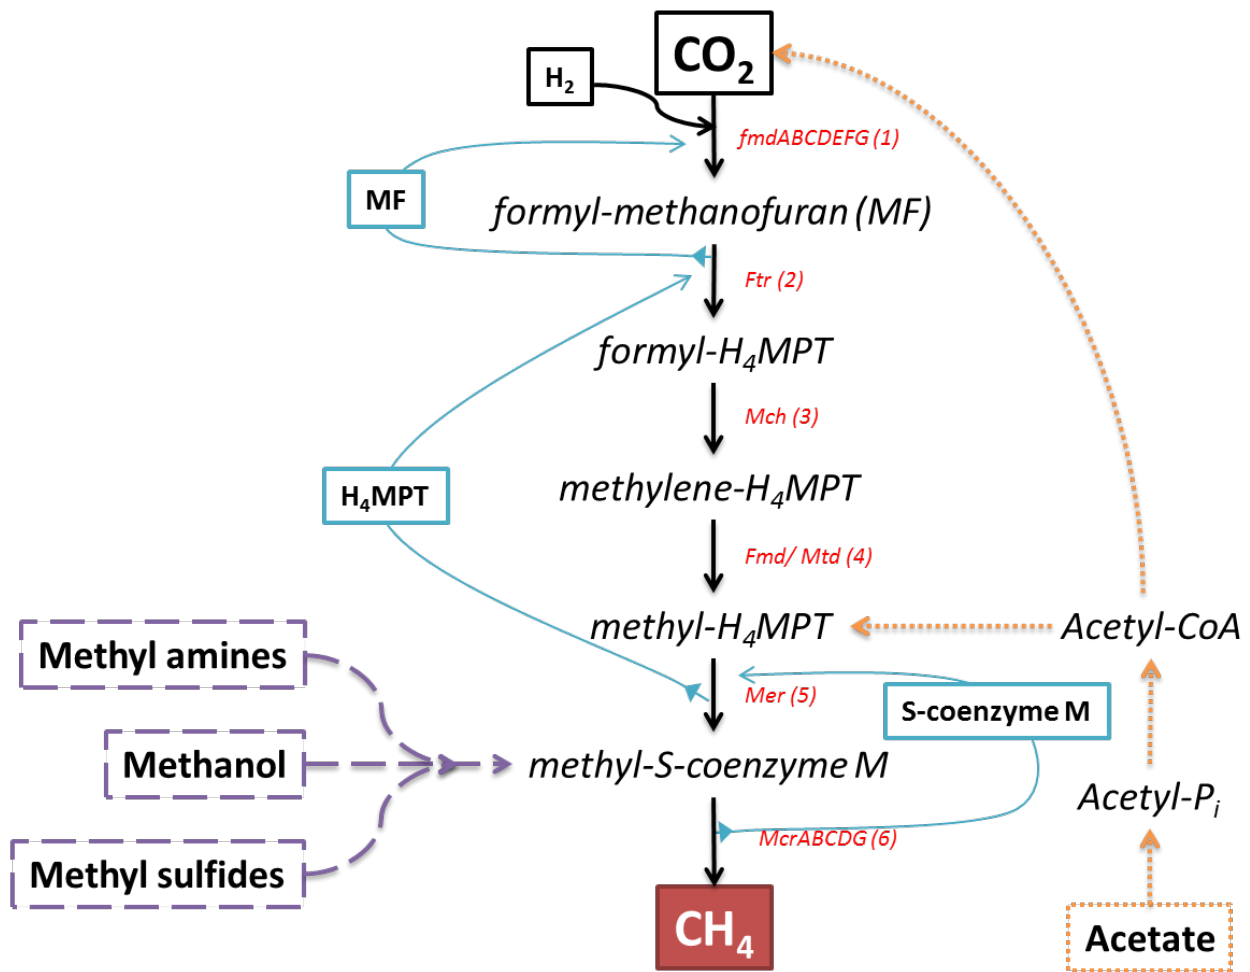 CO₂
H₂
fmdABCDEFG (1)
MF
formyl-methanofuran (MF)
Ftr (2)
formyl-H₄MPT
Mch (3)
H₄MPT
methylene-H₄MPT
Fmd/ Mtd (4)
methyl-H₄MPT
Acetyl-CoA
Methyl amines
Mer (5)
S-coenzyme M
Methanol
methyl-S-coenzyme M
Acetyl-Pᵢ
McrABCDG (6)
Methyl sulfides
CH₄
Acetate